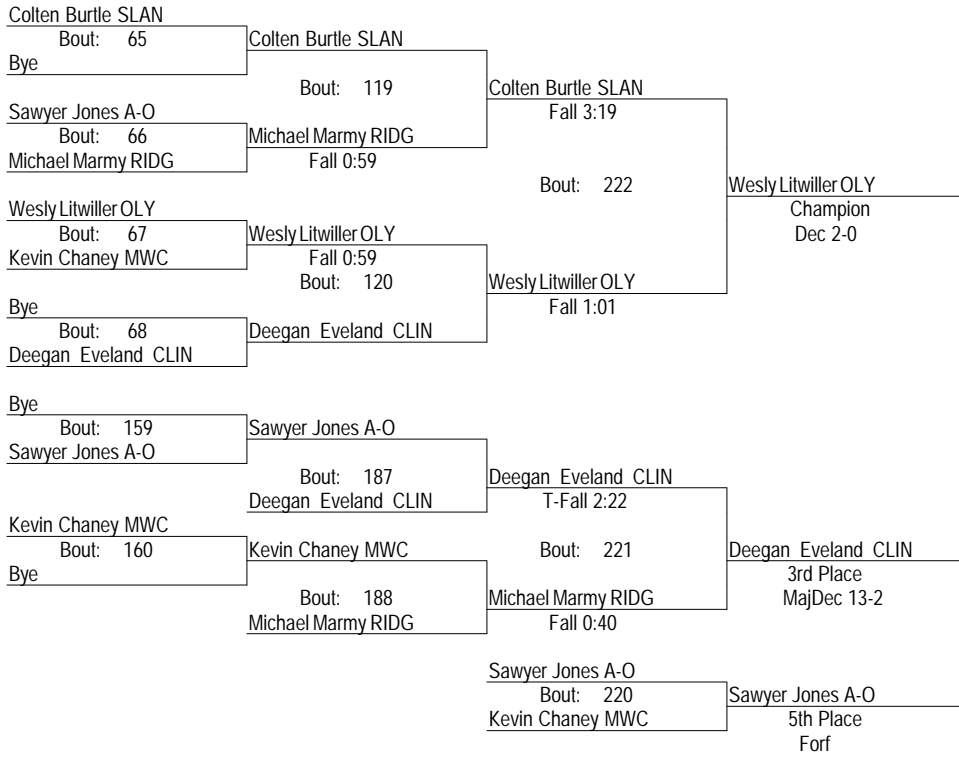 Colten Burtle SLAN
Bout: 65
Bye
Colten Burtle SLAN
Bout: 119
Sawyer Jones A-O
Bout: 66
Michael Marmy RIDG
Michael Marmy RIDG
Fall 0:59
Colten Burtle SLAN
Fall 3:19
Bout: 222
Wesly Litwiller OLY
Bout: 67
Kevin Chaney MWC
Wesly Litwiller OLY
Fall 0:59
Bout: 120
Bye
Bout: 68
Deegan Eveland CLIN
Deegan Eveland CLIN
Wesly Litwiller OLY
Fall 1:01
Wesly Litwiller OLY
Champion
Dec 2-0
Bye
Bout: 159
Sawyer Jones A-O
Sawyer Jones A-O
Bout: 187
Deegan Eveland CLIN
Deegan Eveland CLIN
T-Fall 2:22
Bout: 221
Kevin Chaney MWC
Bout: 160
Bye
Kevin Chaney MWC
Bout: 188
Michael Marmy RIDG
Michael Marmy RIDG
Fall 0:40
Deegan Eveland CLIN
3rd Place
MajDec 13-2
Sawyer Jones A-O
Bout: 220
Kevin Chaney MWC
Sawyer Jones A-O
5th Place
Forf